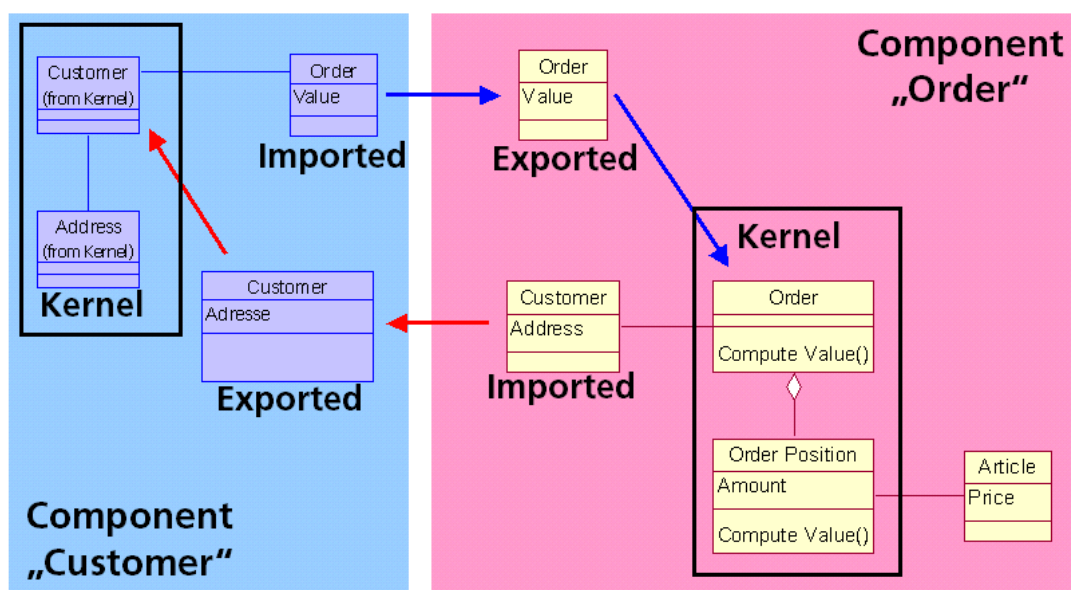 Customer
(from Kernel)
Address
(from Kernel)
Kernel
Order
Value
Imported
Customer
Adresse
Exported
Component
„Customer“
Component
„Order“
Order
Value
Exported
Customer
Address
Imported
Kernel
Order
Compute Value()
Order Position
Amount
Compute Value()
Article
Price